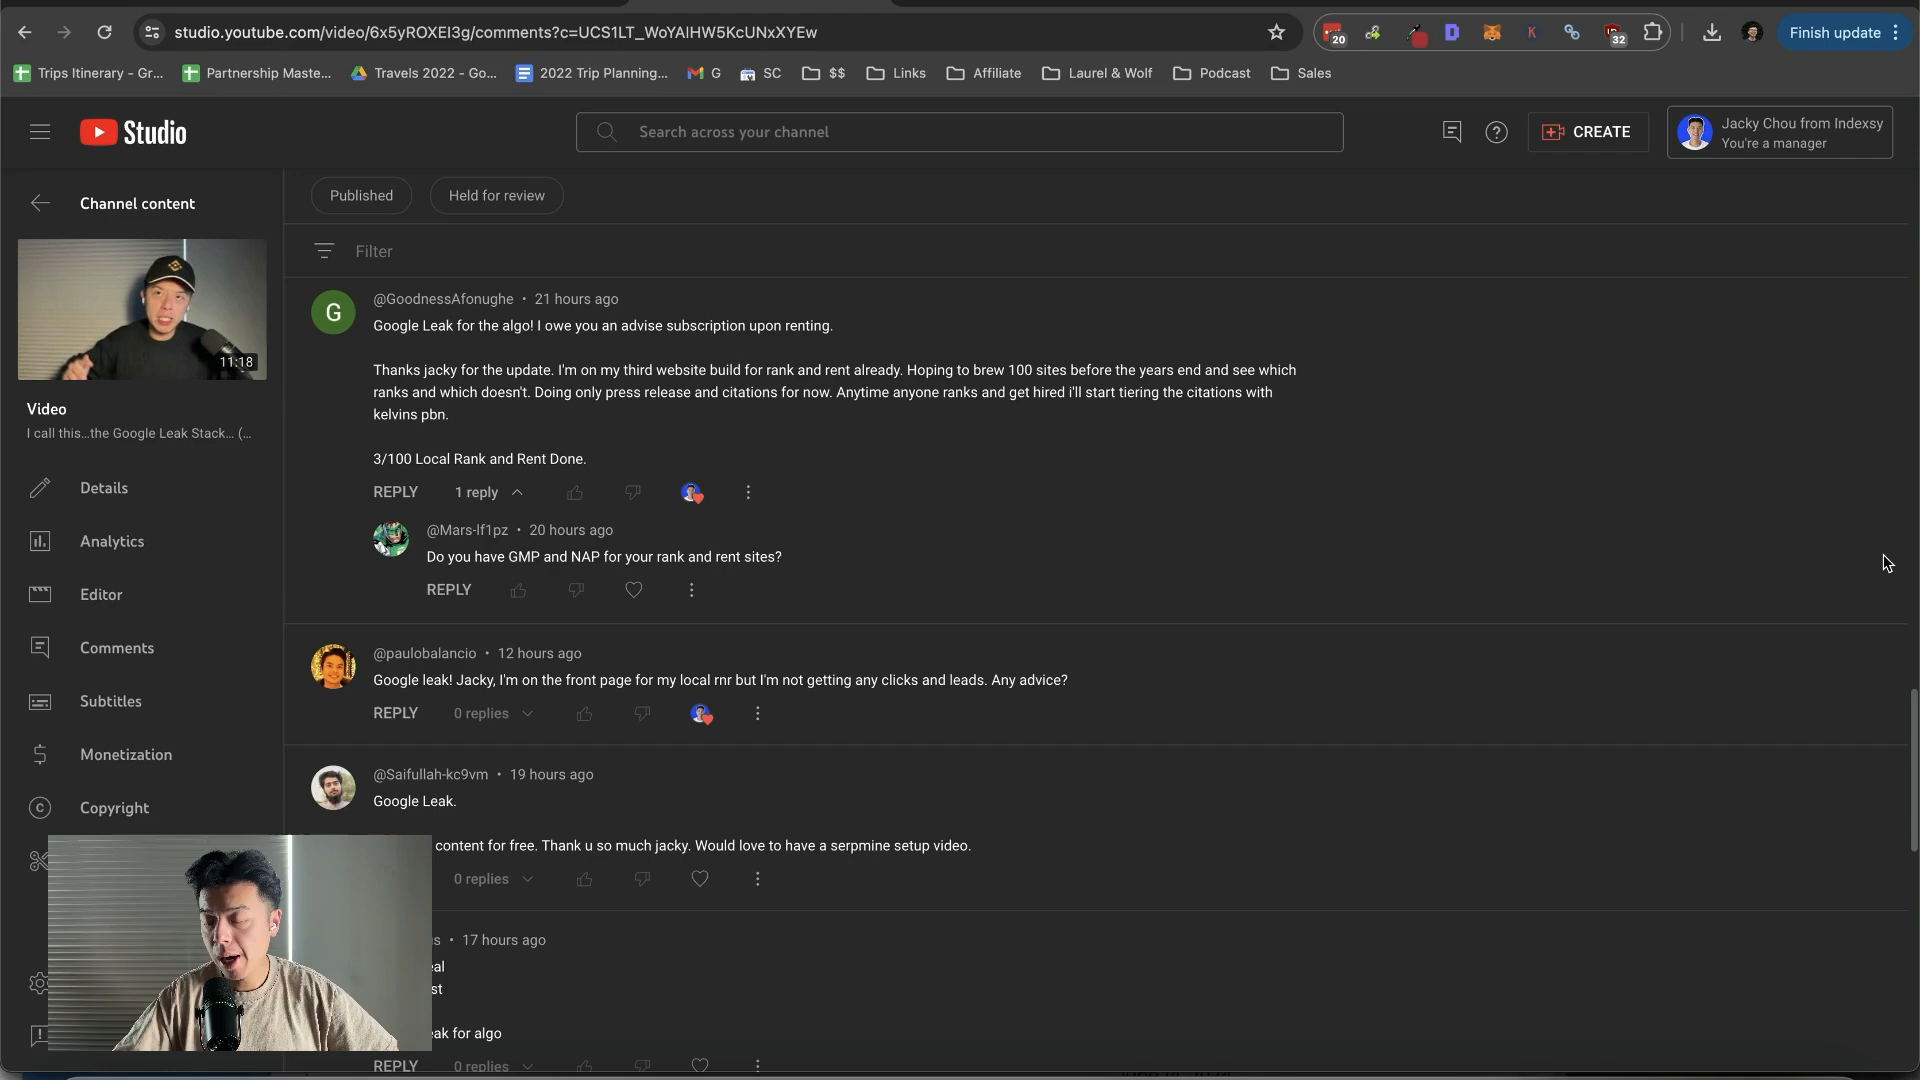 studio.youtube.com/video/6x5yROXEI3g/comments?c=UCS1LT_WoYAlHW5KcUNxXYEw
20
32
Finish update
Trips Itinerary - Gr...
Partnership Maste...
Travels 2022 - Go...
2022 Trip Planning...
G
SC
$$
Links
Affiliate
Laurel & Wolf
Podcast
Sales
Studio
Search across your channel
CREATE
Jacky Chou from Indexsy
You're a manager
Channel content
11:18
Video
I call this...the Google Leak Stack... (...
Details
Analytics
Editor
Comments
Subtitles
Monetization
Copyright
Published
Held for review
Filter
G
@GoodnessAfonughe • 21 hours ago
Google Leak for the algo! I owe you an advise subscription upon renting.
Thanks jacky for the update. I'm on my third website build for rank and rent already. Hoping to brew 100 sites before the years end and see which
ranks and which doesn't. Doing only press release and citations for now. Anytime anyone ranks and get hired i'll start tiering the citations with
kelvins pbn.
3/100 Local Rank and Rent Done.
REPLY 1 reply
@Mars-lf1pz • 20 hours ago
Do you have GMP and NAP for your rank and rent sites?
REPLY
@paulobalancio • 12 hours ago
Google leak! Jacky, I'm on the front page for my local rnr but I'm not getting any clicks and leads. Any advice?
REPLY 0 replies
@Saifullah-kc9vm • 19 hours ago
Google Leak.
content for free. Thank u so much jacky. Would love to have a serpmine setup video.
0 replies
s • 17 hours ago
eal
st
eak for algo
REPLY 0 replies